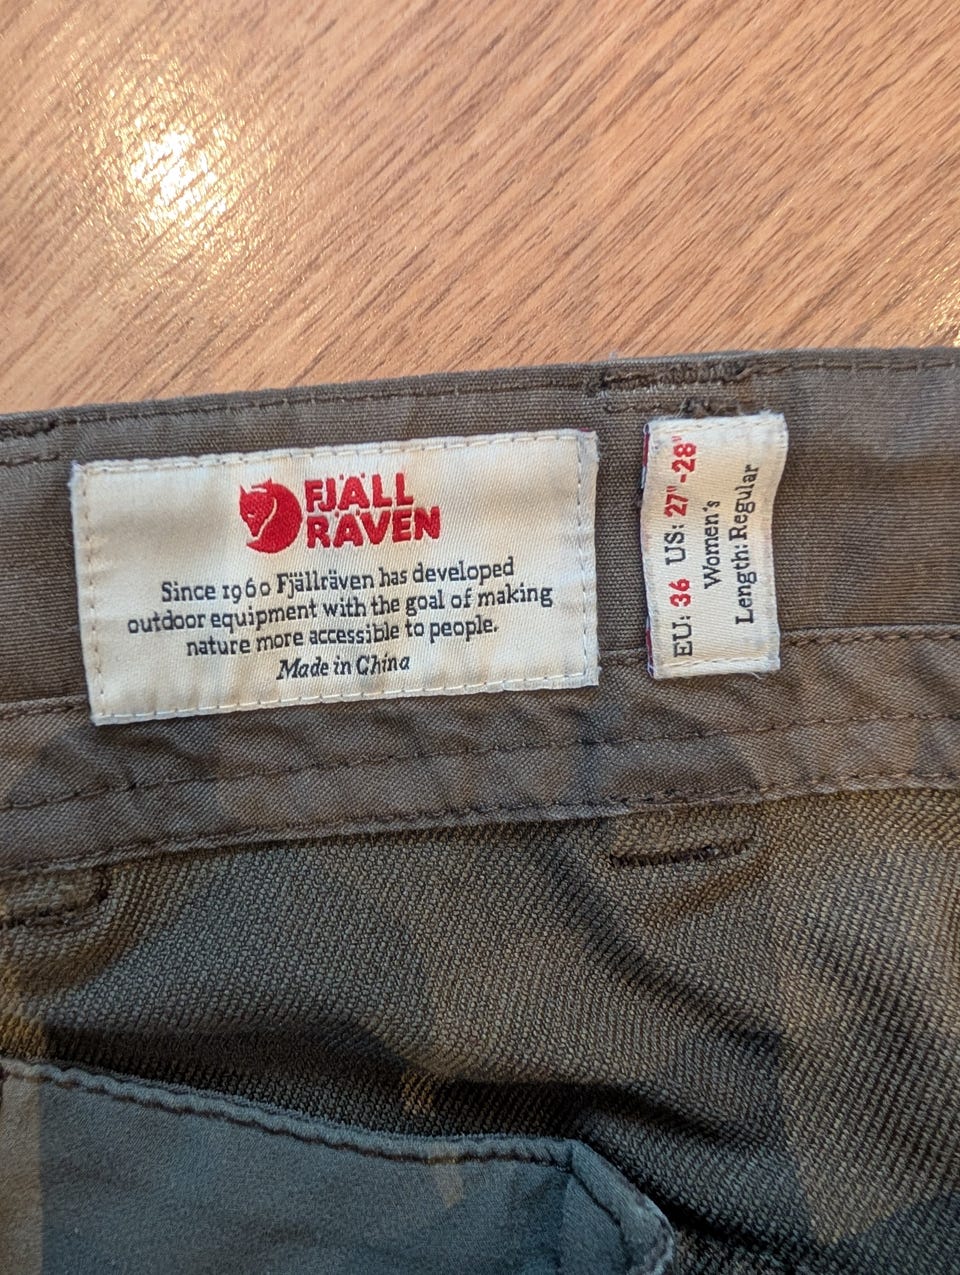 FJÄLL
RÄVEN
Since 1960 Fjällräven has developed
outdoor equipment with the goal of making
nature more accessible to people.
Made in China
EU: 36 US: 27"-28"
Women's
Length: Regular